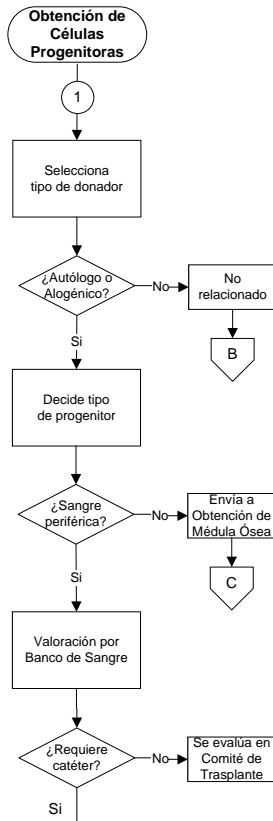 Obtención de
Células
Progenitoras
1
Selecciona
tipo de donador
¿Autólogo o
Alogénico?
No
No
relacionado
B
Si
Decide tipo
de progenitor
¿Sangre
periférica?
No
Envía a
Obtención de
Médula Ósea
C
Si
Valoración por
Banco de Sangre
¿Requiere
catéter?
No
Se evalúa en
Comité de
Trasplante
Si